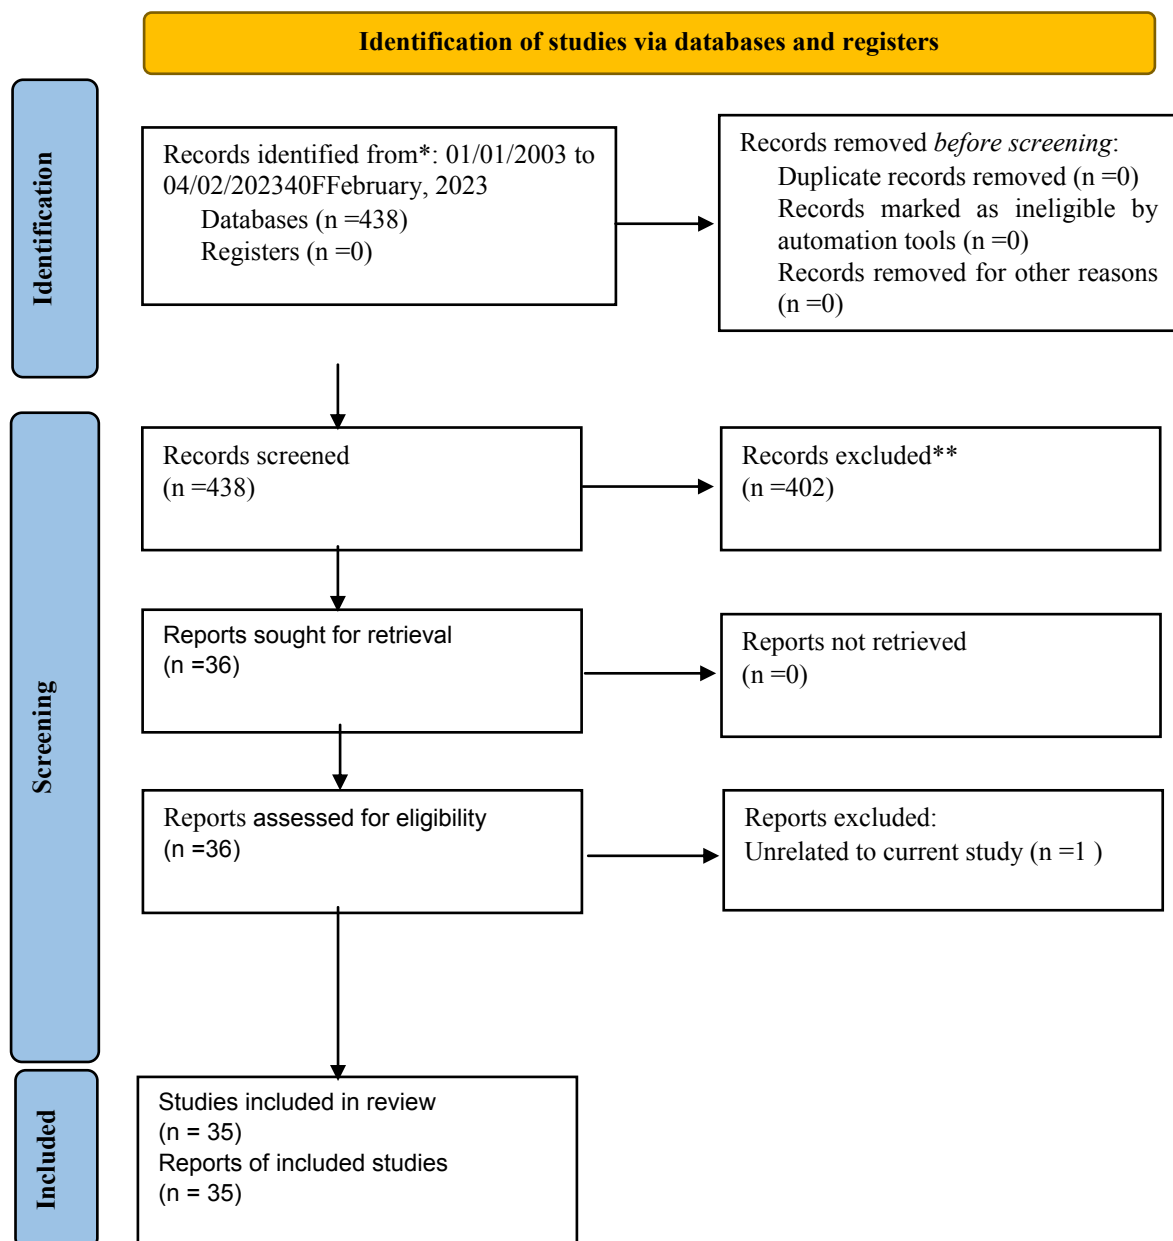 Identification of studies via databases and registers
Identification
Records identified from*: 01/01/2003 to
04/02/202340FFebruary, 2023
Databases (n =438)
Registers (n =0)
Records removed before screening:
Duplicate records removed (n =0)
Records marked as ineligible by
automation tools (n =0)
Records removed for other reasons
(n =0)
Screening
Records screened
(n =438)
Records excluded**
(n =402)
Reports sought for retrieval
(n =36)
Reports not retrieved
(n =0)
Reports assessed for eligibility
(n =36)
Reports excluded:
Unrelated to current study (n =1 )
Included
Studies included in review
(n = 35)
Reports of included studies
(n = 35)